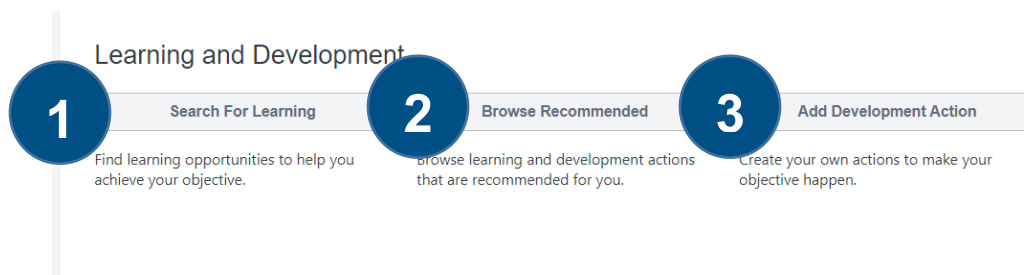 Learning and Development
1 Search For Learning 2 Browse Recommended 3 Add Development Action
Find learning opportunities to help you
achieve your objective.
Browse learning and development actions
that are recommended for you.
Create your own actions to make your
objective happen.